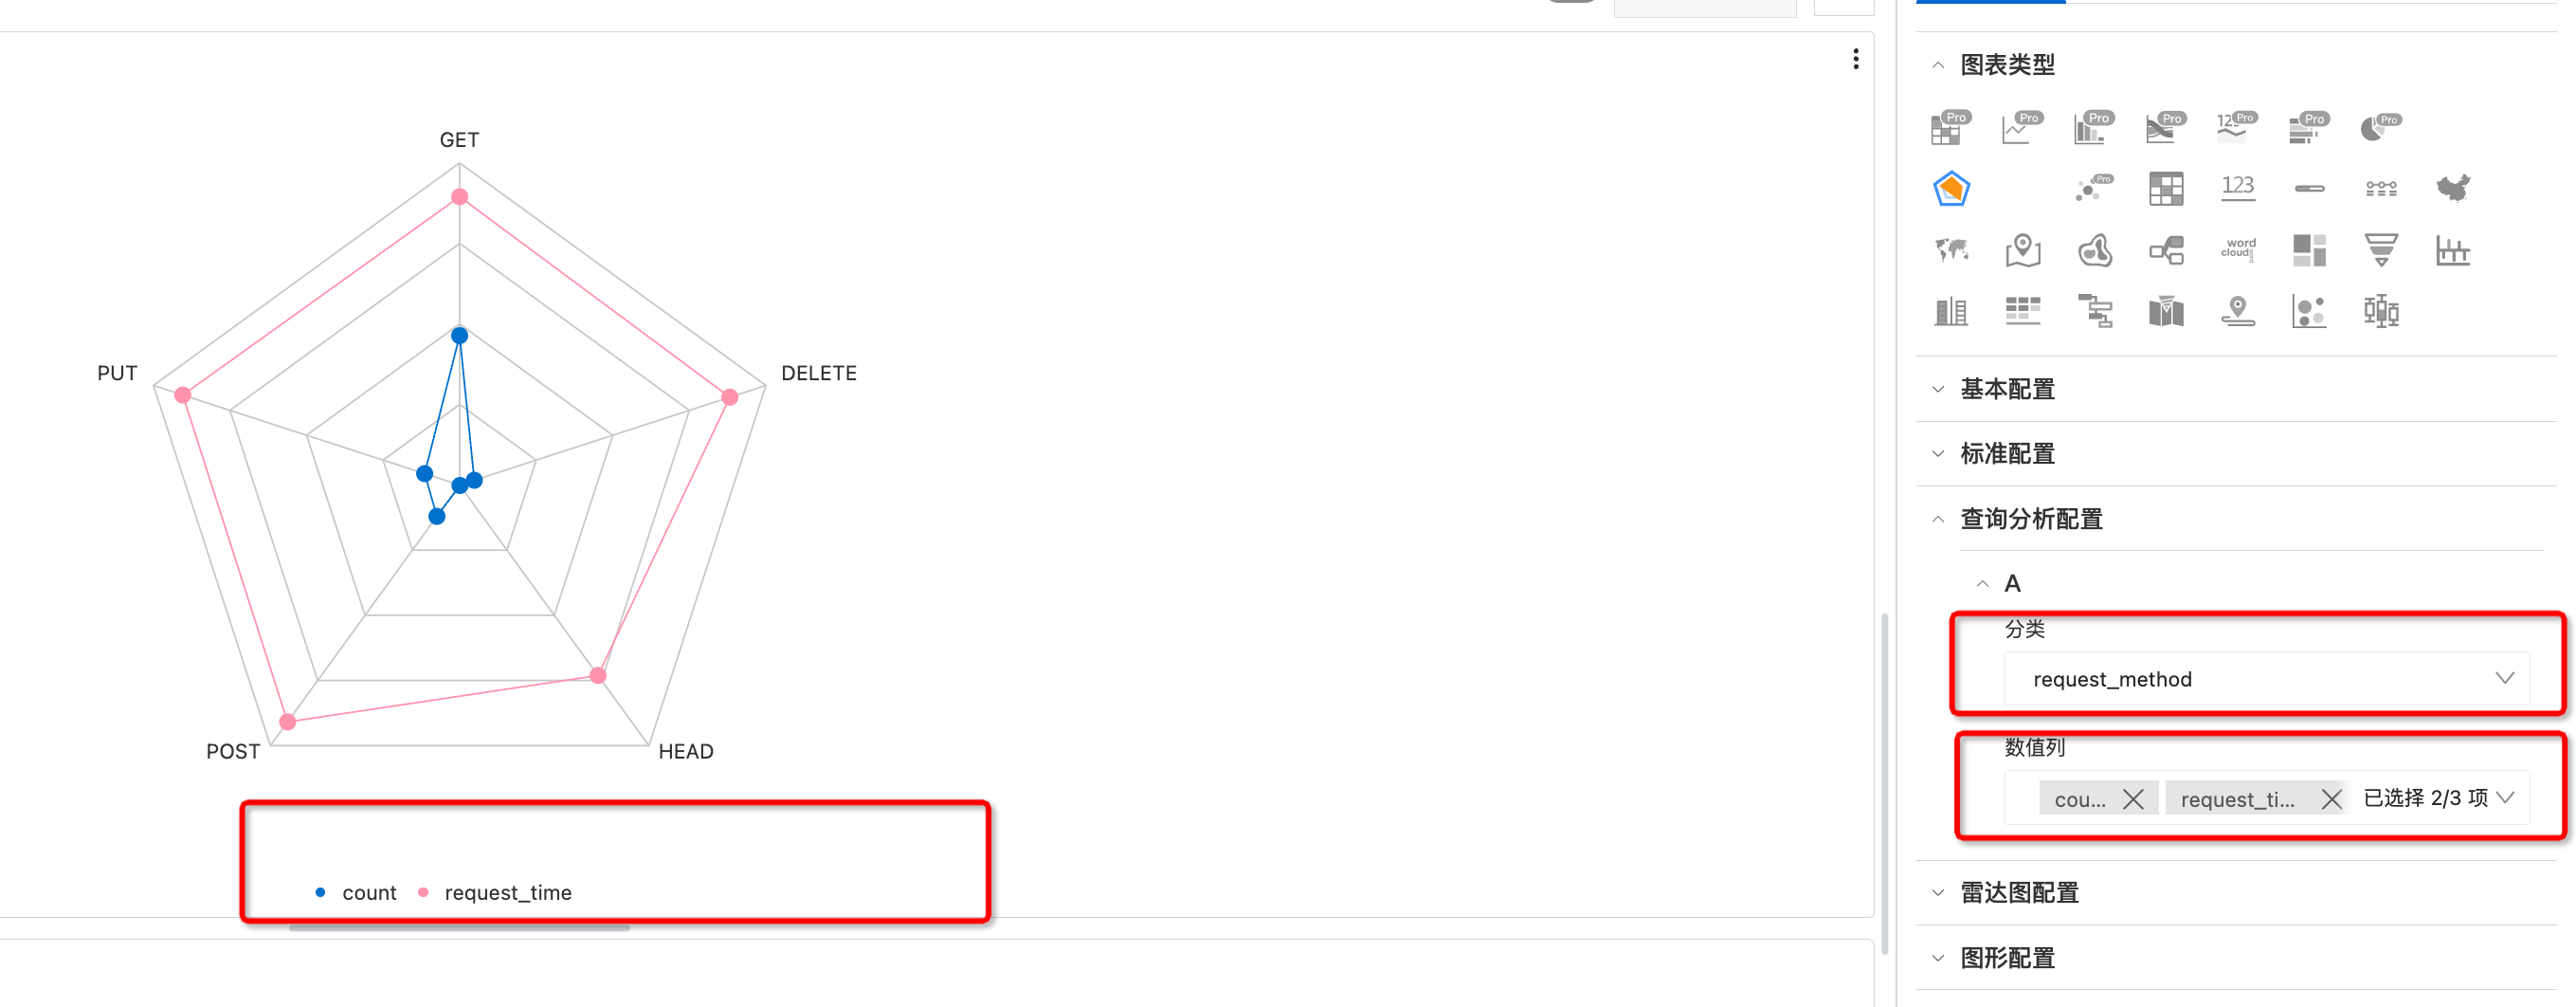 GET
PUT
DELETE
POST
HEAD
count
request_time
图表类型
Pro
Pro
Pro
Pro
123
Pro
Pro
Pro
Pro
123
word
cloud
基本配置
标准配置
查询分析配置
A
分类
request_method
数值列
cou...
request_ti...
已选择 2/3 项
雷达图配置
图形配置